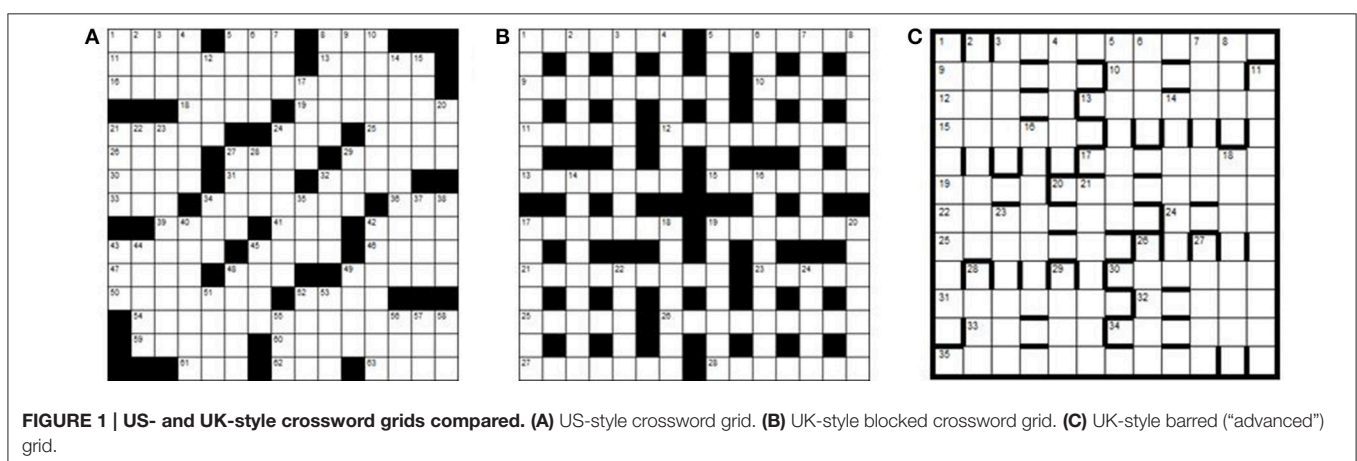 A
B
C
1 2 3 4 5 6 7 8 9 10
11 12 13 14 15
16 17
18 19 20
21 22 23 24 25
26 27 28 29
30 31 32
33 34 35 36 37 38
39 40 41 42
43 44 45 46
47 48 49
50 51 52 53
54 55 56 57 58
59 60
61 62 63
1 2 3 4 5 6 7 8
9 10
11 12
13 14 15 16
17 18 19 20
21 22 23 24
25 26
27 28
1 2 3 4 5 6 7 8
9 10 11
12 13 14
15 16
17 18
19 20 21
22 23 24
25 26 27
28 29 30
31 32
33 34
35
FIGURE 1 | US- and UK-style crossword grids compared. (A) US-style crossword grid. (B) UK-style blocked crossword grid. (C) UK-style barred (“advanced”)
grid.